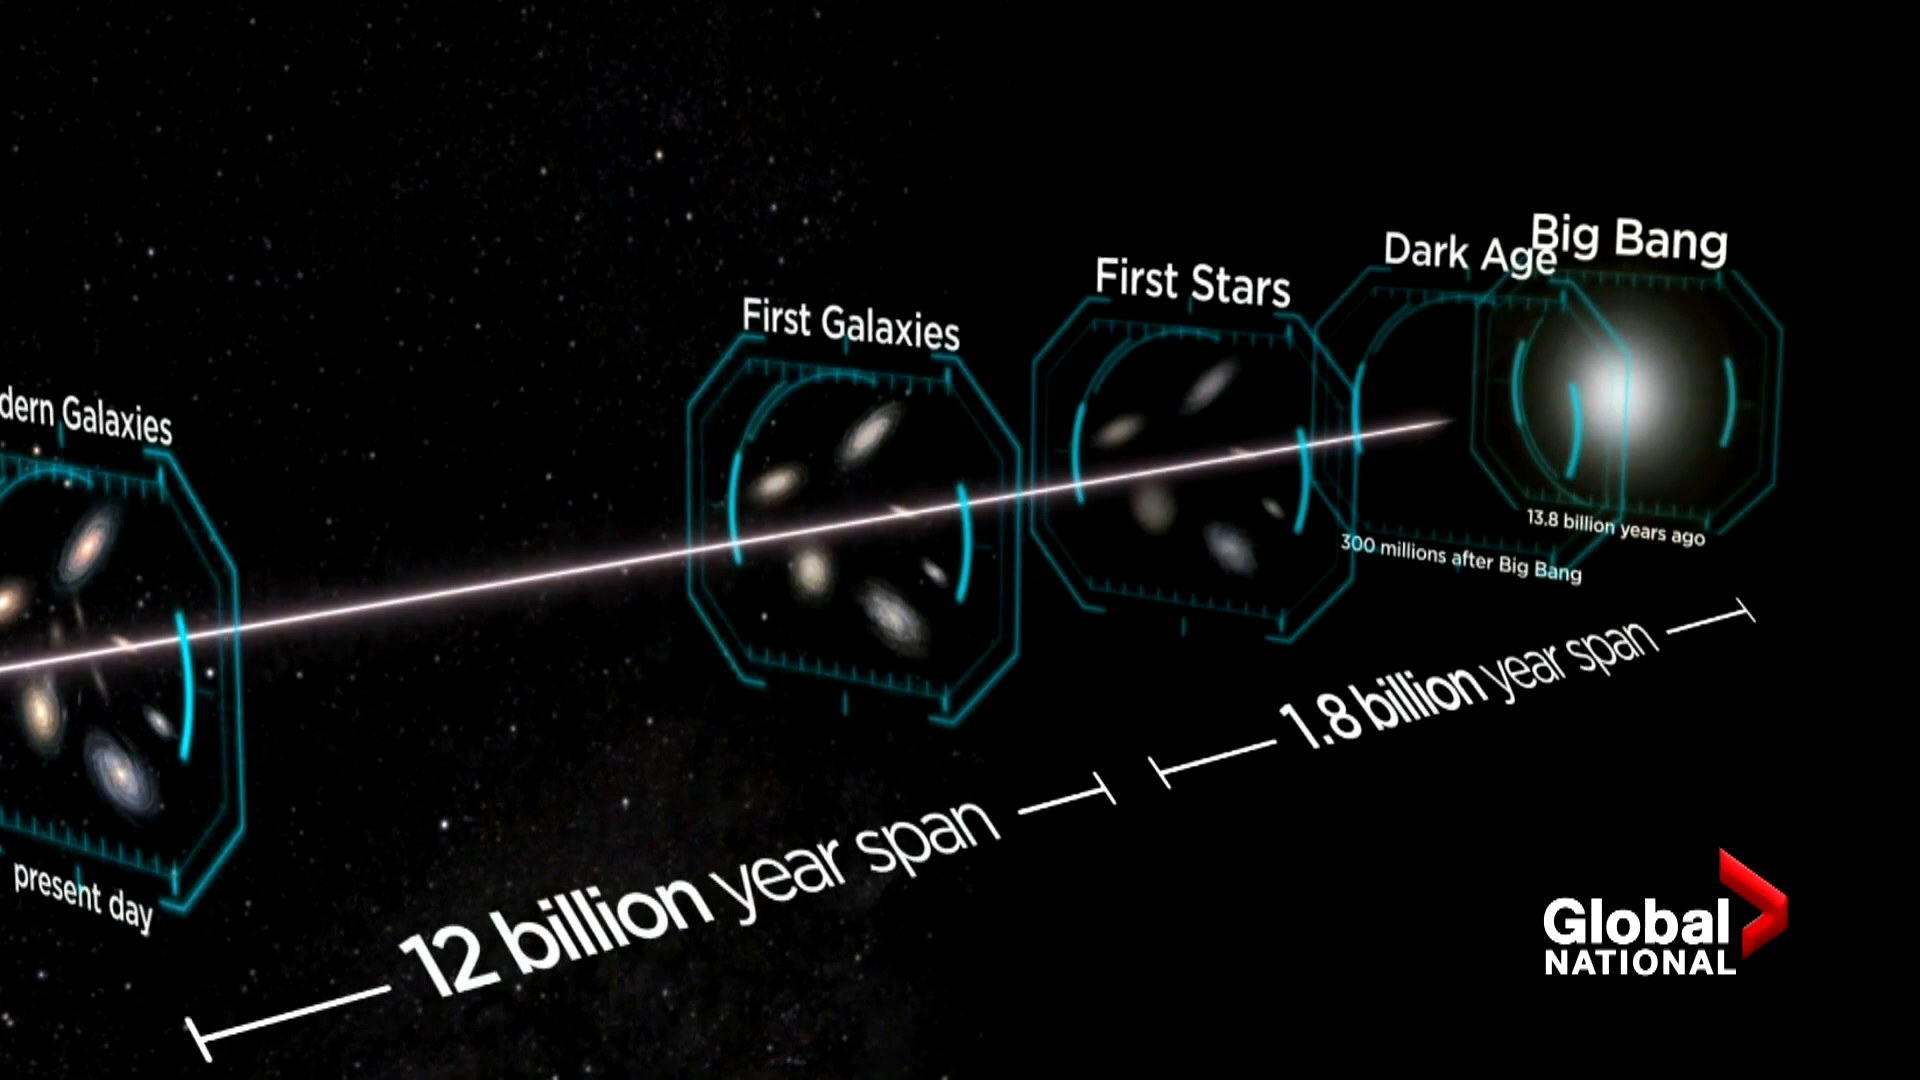 Big Bang
Dark Age
First Stars
First Galaxies
dern Galaxies
13.8 billion years ago
300 millions after Big Bang
1.8 billion year span
12 billion year span
present day
Global
NATIONAL